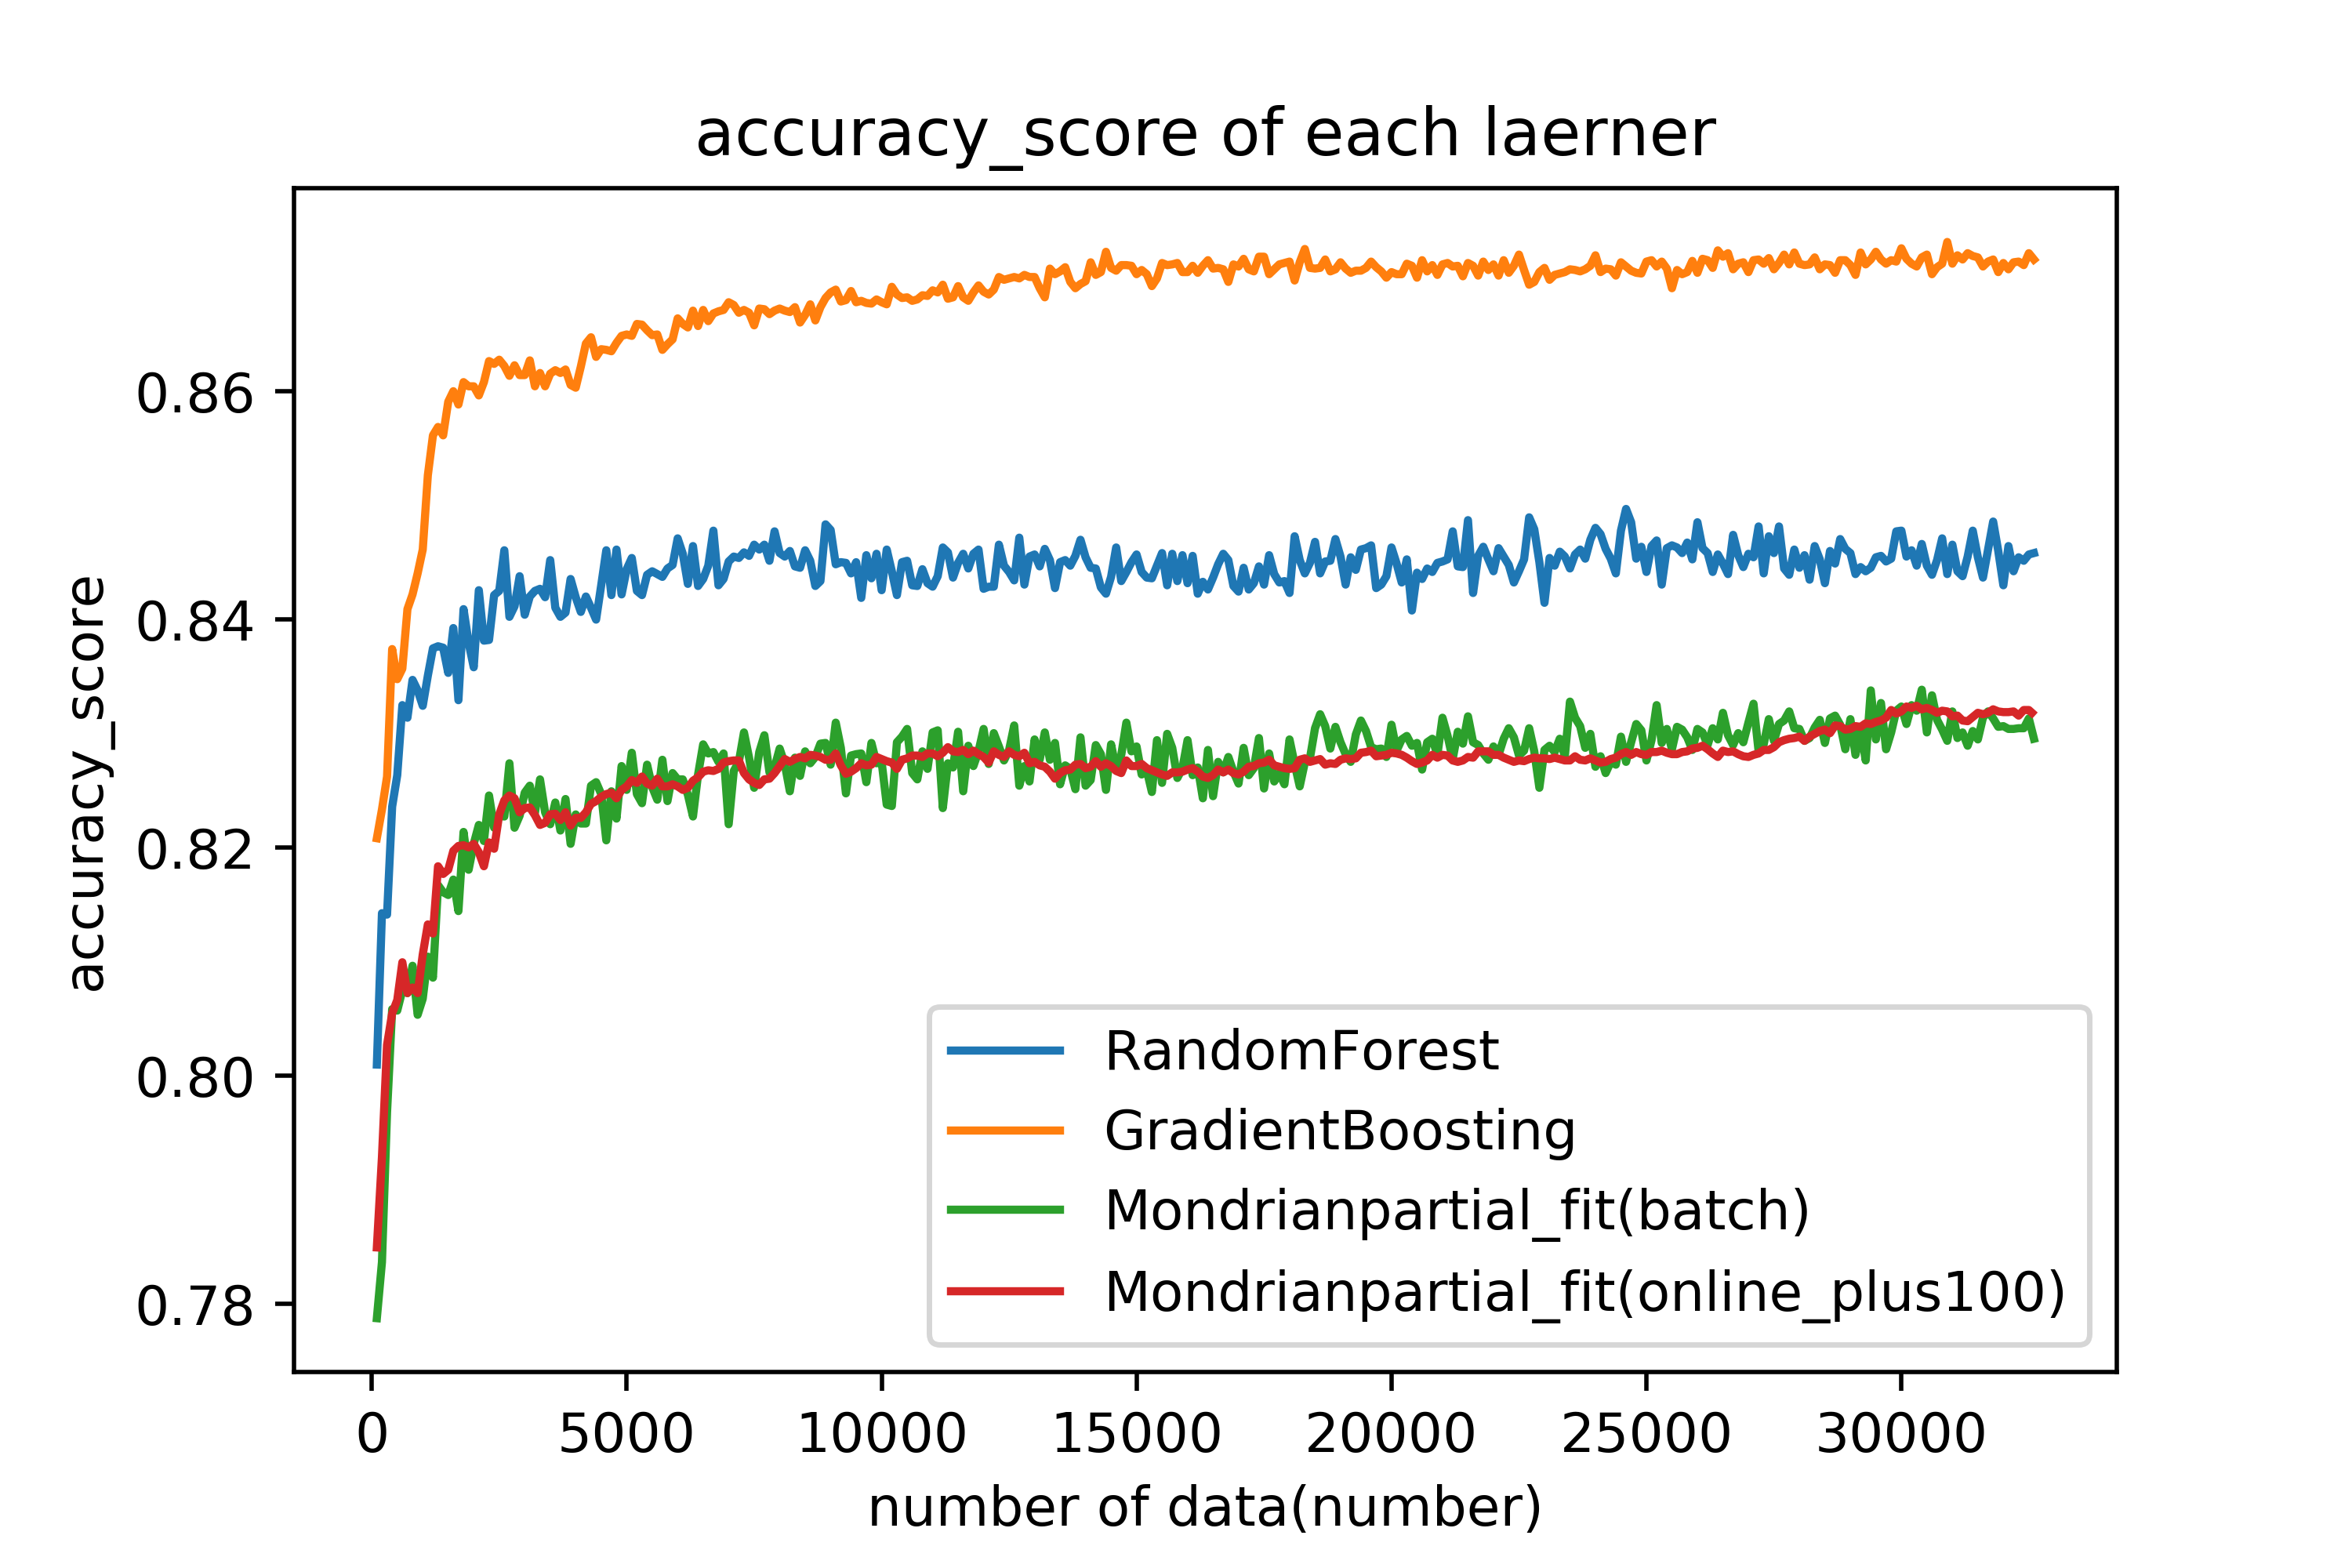 accuracy_score of each laerner
accuracy_score
0.86
0.84
0.82
0.80
0.78
RandomForest
GradientBoosting
Mondrianpartial_fit(batch)
Mondrianpartial_fit(online_plus100)
0 5000 10000 15000 20000 25000 30000
number of data(number)